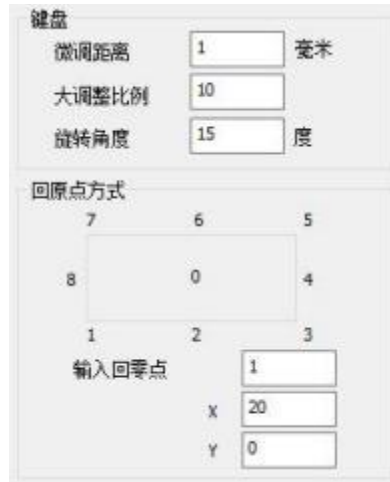 键盘
微调距离 1 毫米
大调整比例 10
旋转角度 15 度
回原点方式
7 6 5
8 0 4
1 2 3
输入回零点 1
X 20
Y 0